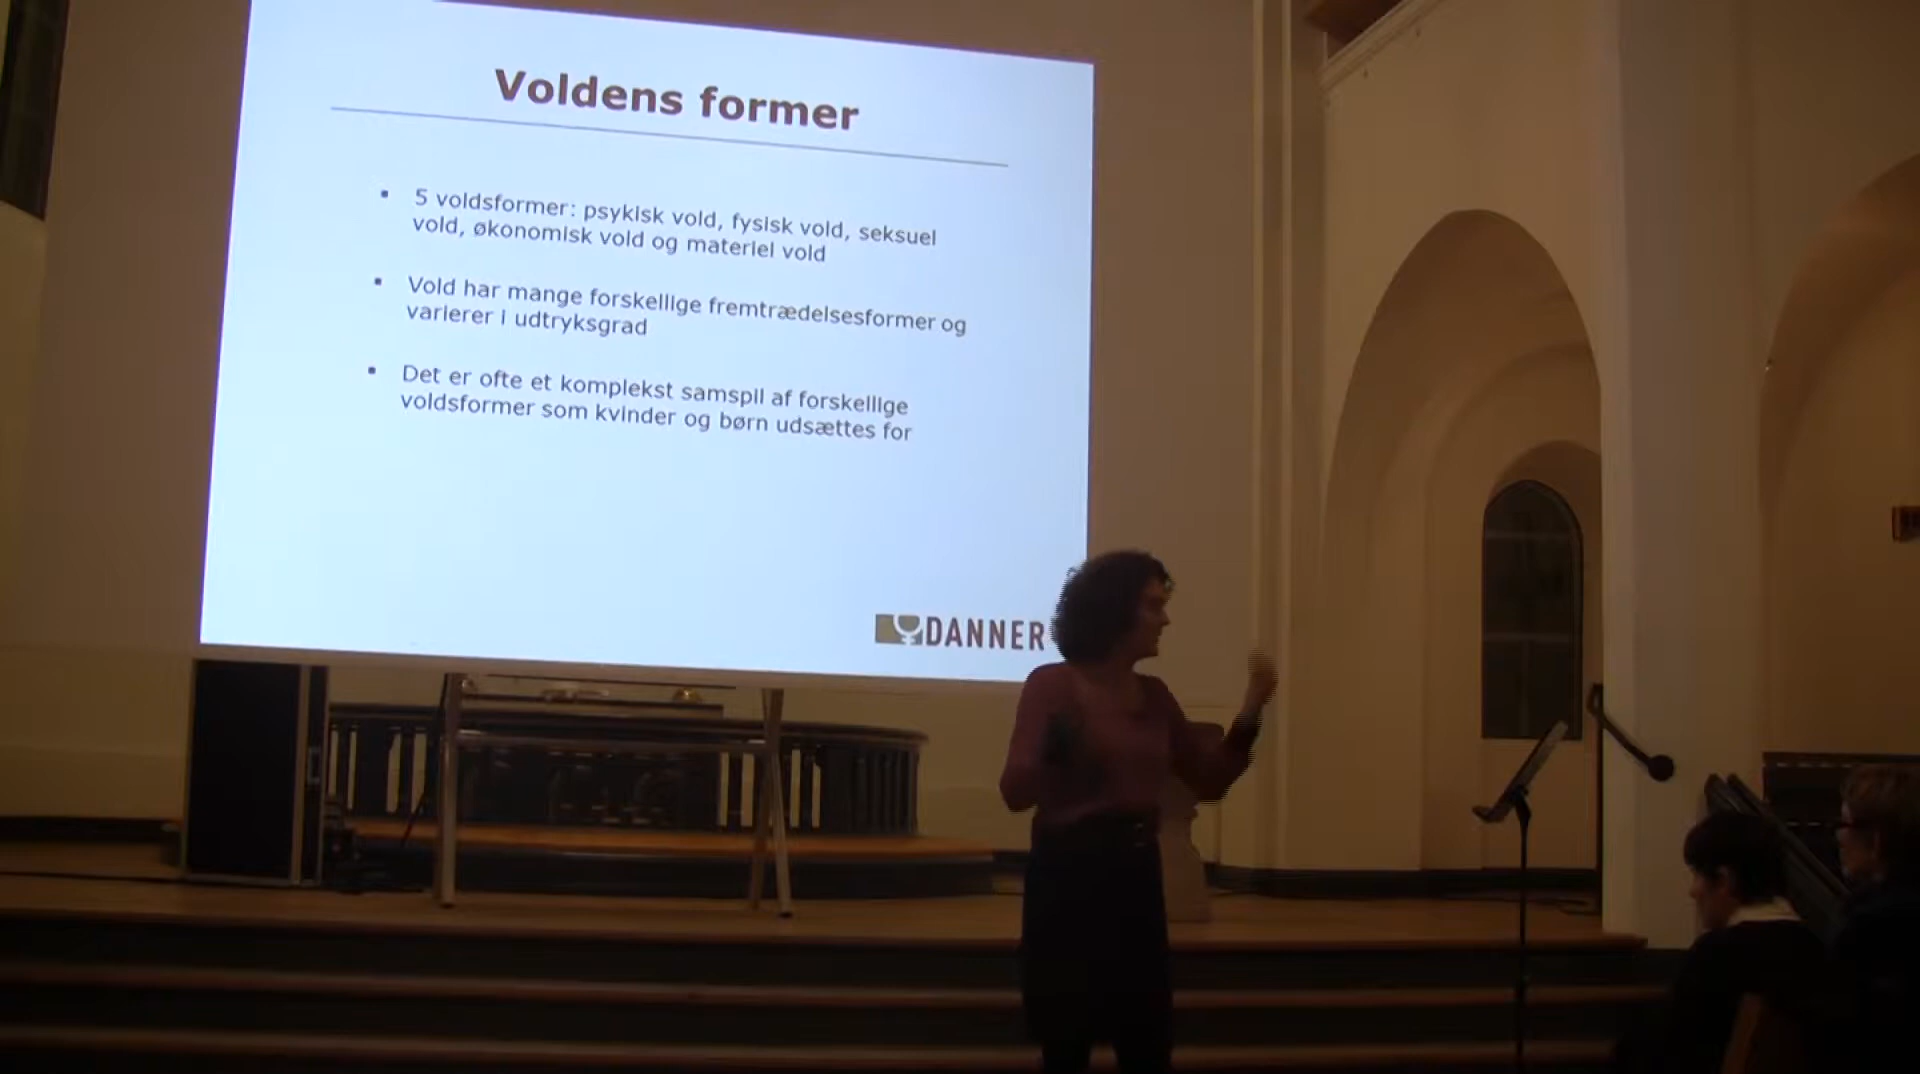 Voldens former
▪ 5 voldsformer: psykisk vold, fysisk vold, seksuel
vold, økonomisk vold og materiel vold
▪ Vold har mange forskellige fremtrædelsesformer og
varierer i udtryksgrad
▪ Det er ofte et komplekst samspil af forskellige
voldsformer som kvinder og børn udsættes for
DANNER